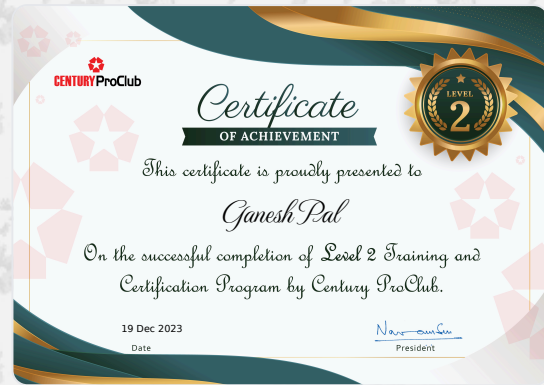 CENTURY ProClub
LEVEL
2
Certificate
OF ACHIEVEMENT
This certificate is proudly presented to
Ganesh Pal
On the successful completion of Level 2 Training and
Certification Program by Century ProClub.
19 Dec 2023
Date
President